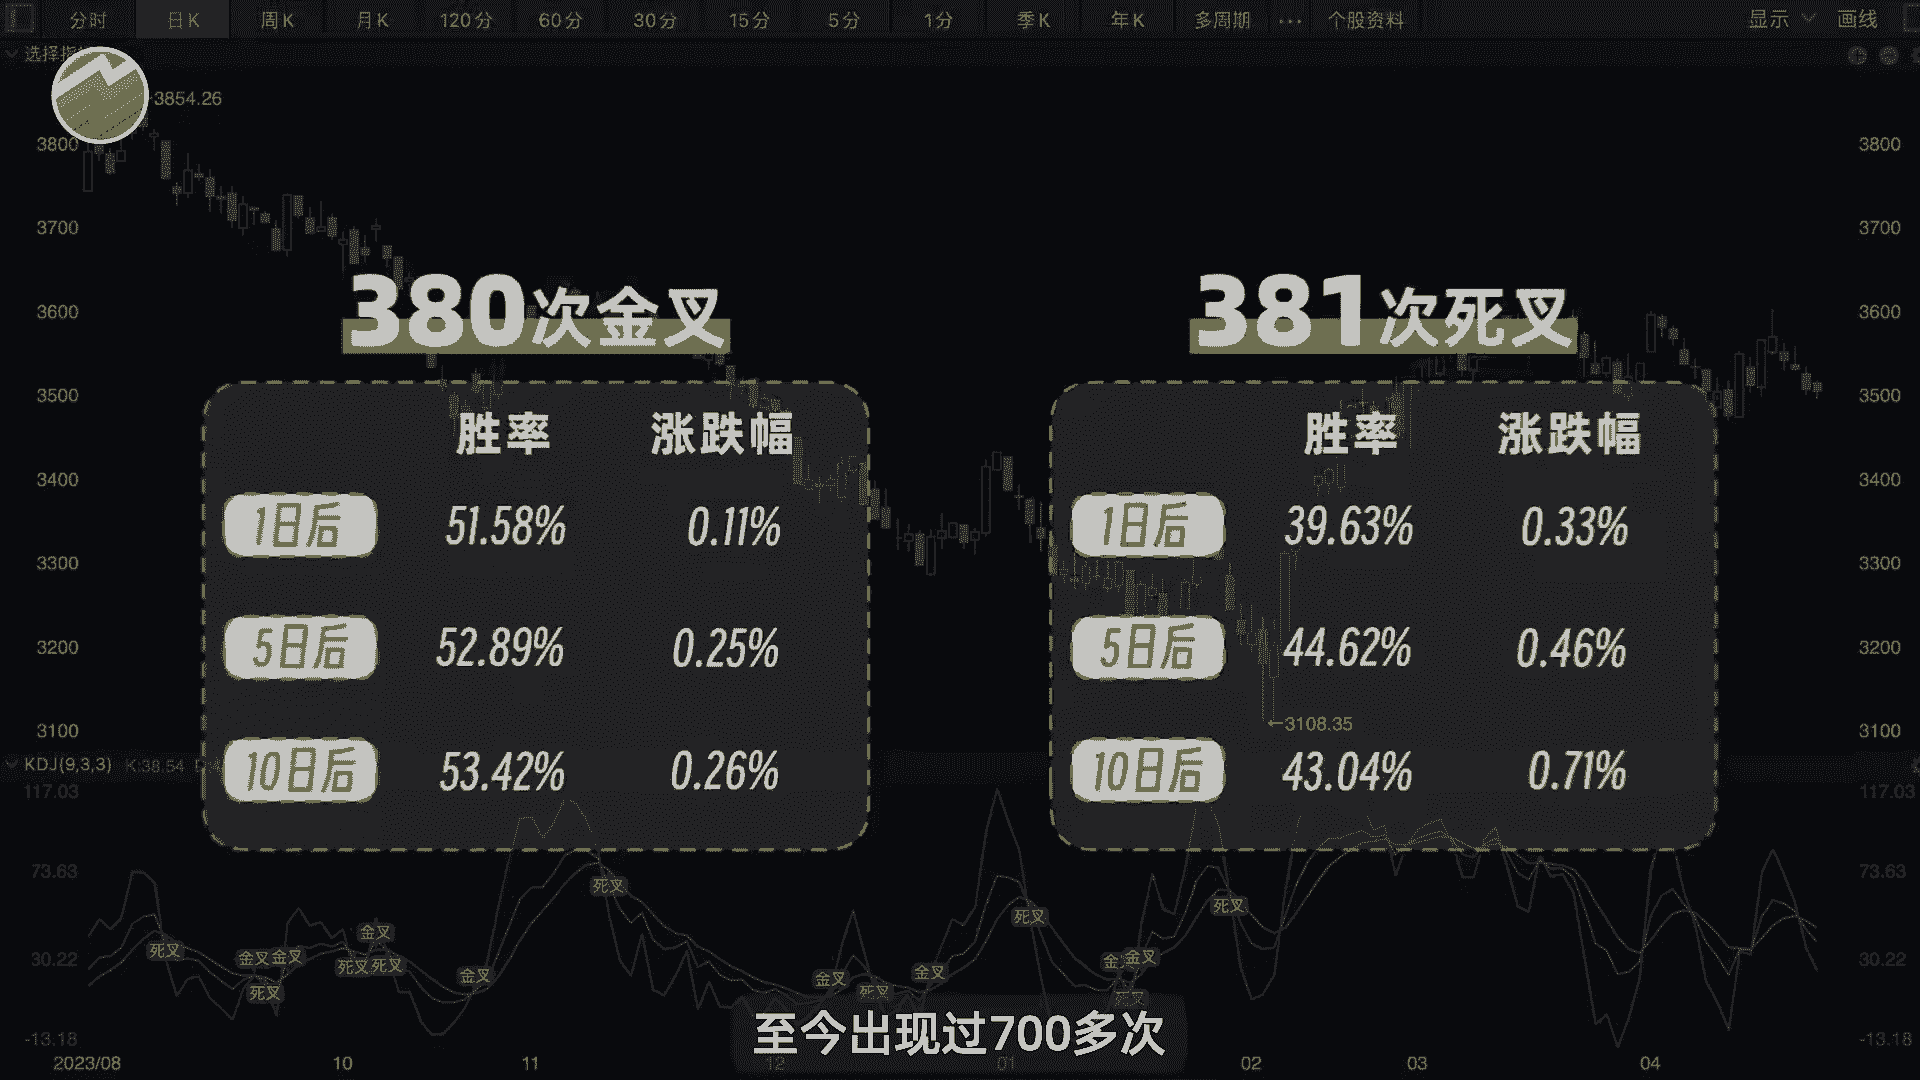 分时 日K 周K 月K 120分 60分 30分 15分 5分 1分 季K 年K 多周期 ... 个股资料 显示 画线
选择指
3854.26
3800 3800
3700 3700
3600 3600
3500 3500
3400 3400
3300 3300
3200 3200
3100 3100
380次金叉
胜率 涨跌幅
1日后 51.58% 0.11%
5日后 52.89% 0.25%
10日后 53.42% 0.26%
381次死叉
胜率 涨跌幅
1日后 39.63% 0.33%
5日后 44.62% 0.46%
10日后 43.04% 0.71%
←3108.35
KDJ(9,3,3) K:38.54
117.03 117.03
73.63 73.63
30.22 30.22
-13.18 -13.18
死叉
金叉 金叉
死叉
金叉
死叉 死叉
金叉
死叉
金叉
死叉
金叉
死叉
金叉
死叉
死叉
至今出现过700多次
2023/08 10 11 12 01 02 03 04